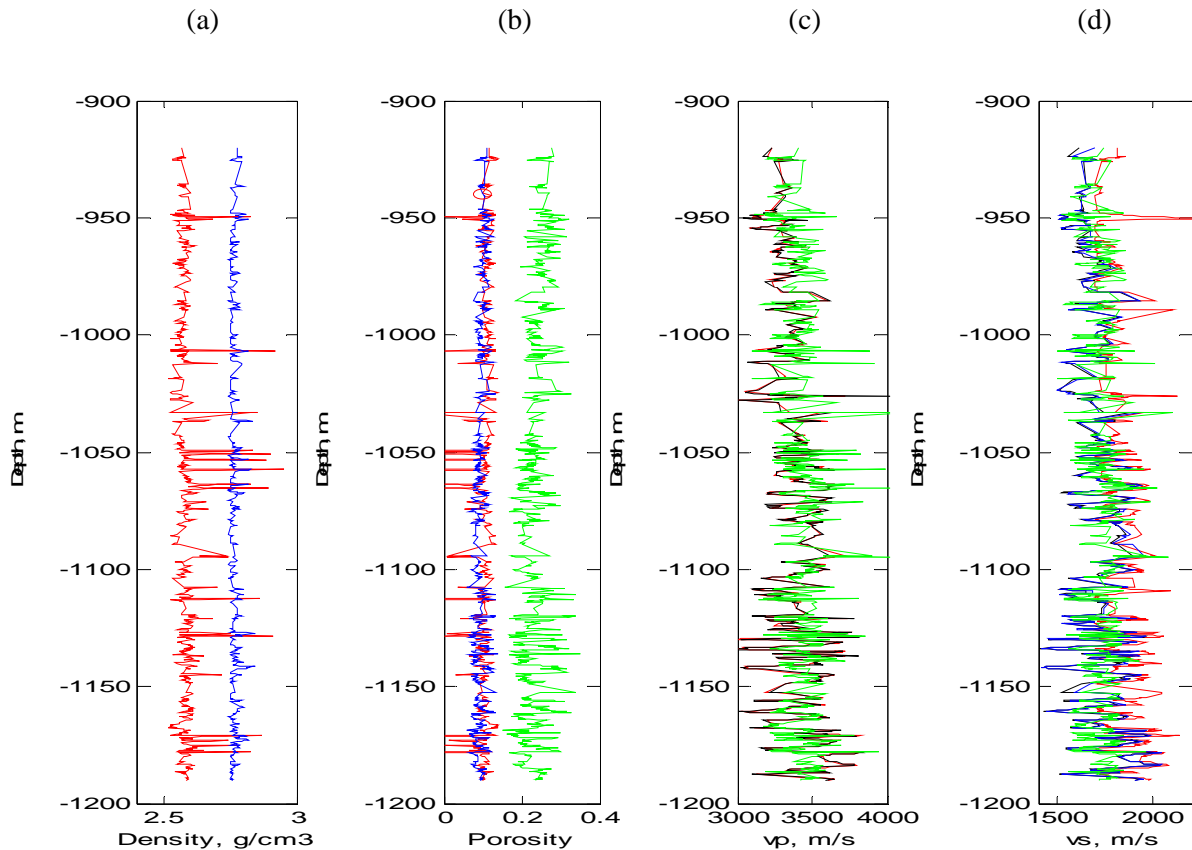 (a) (b) (c) (d)
-900 -900 -900 -900
-950 -950 -950 -950
-1000 -1000 -1000 -1000
-1050 -1050 -1050 -1050
Depth, m Depth, m Depth, m Depth, m
-1100 -1100 -1100 -1100
-1150 -1150 -1150 -1150
-1200 -1200 -1200 -1200
2.5 3 0 0.2 0.4 3000 3500 4000 1500 2000
Density, g/cm3 Porosity vp, m/s vs, m/s